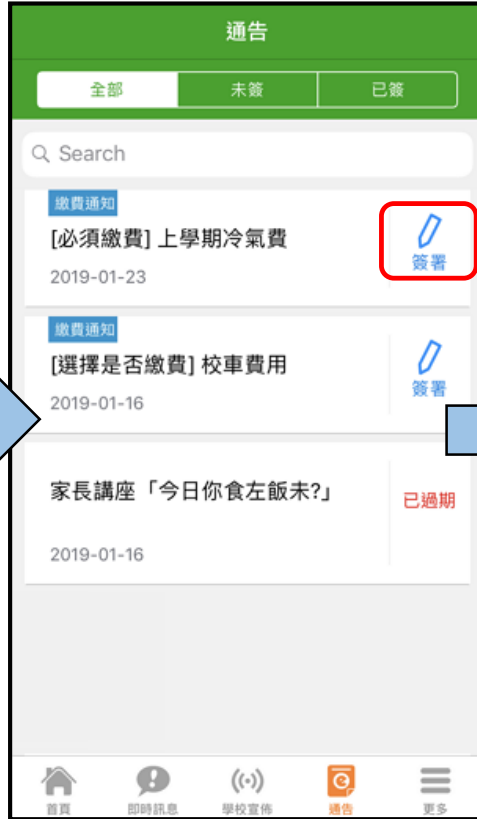 通告
全部 未簽 已簽
Search
繳費通知
[必須繳費] 上學期冷氣費
簽署
2019-01-23
繳費通知
[選擇是否繳費] 校車費用
簽署
2019-01-16
家長講座「今日你食左飯未?」
已過期
2019-01-16
首頁 即時訊息 學校宣佈 通告 更多